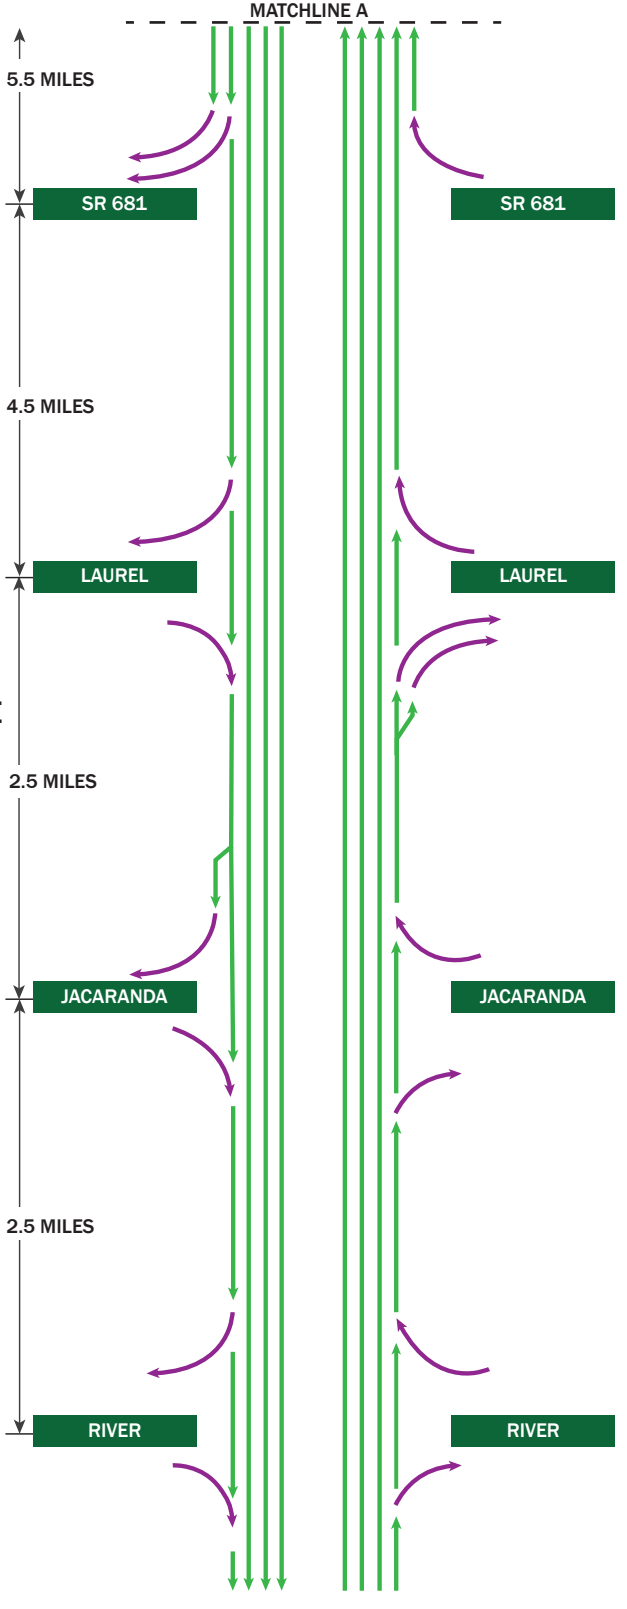 MATCHLINE A
5.5 MILES
SR 681
SR 681
4.5 MILES
LAUREL
LAUREL
2.5 MILES
JACARANDA
JACARANDA
2.5 MILES
RIVER
RIVER